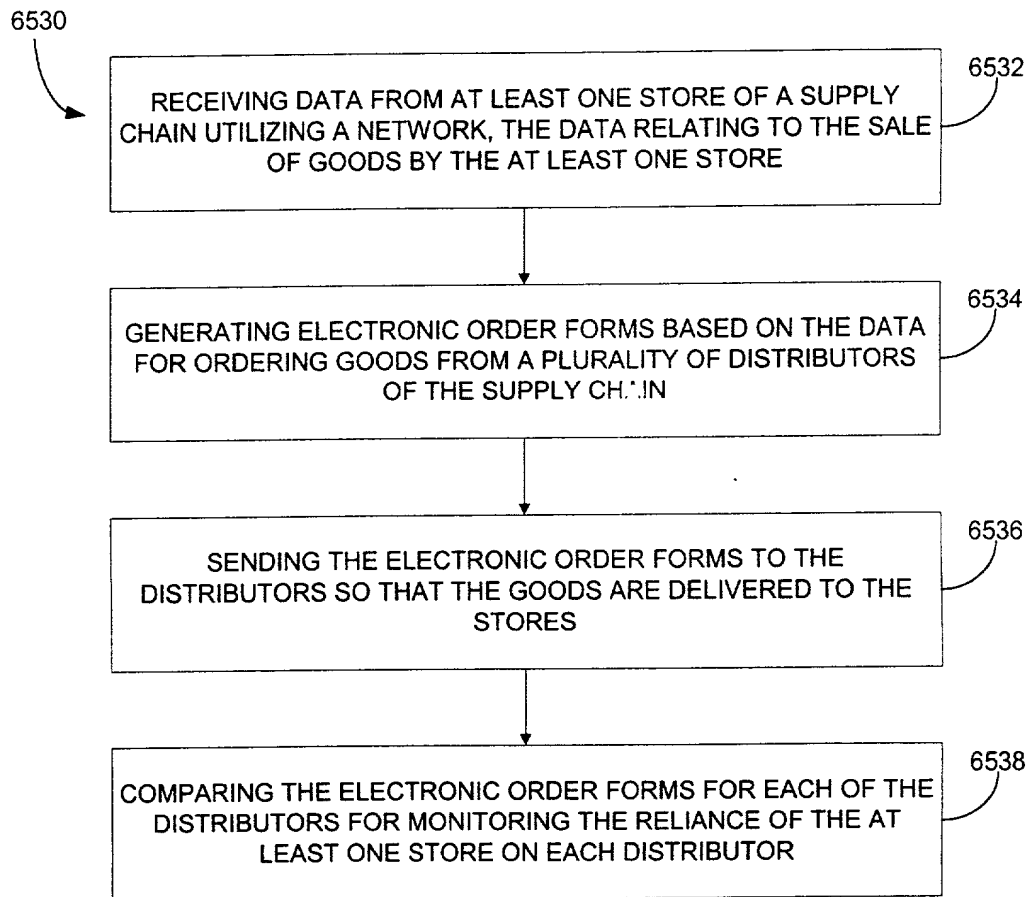 6530
6532
RECEIVING DATA FROM AT LEAST ONE STORE OF A SUPPLY
CHAIN UTILIZING A NETWORK, THE DATA RELATING TO THE SALE
OF GOODS BY THE AT LEAST ONE STORE
6534
GENERATING ELECTRONIC ORDER FORMS BASED ON THE DATA
FOR ORDERING GOODS FROM A PLURALITY OF DISTRIBUTORS
OF THE SUPPLY CHAIN
6536
SENDING THE ELECTRONIC ORDER FORMS TO THE
DISTRIBUTORS SO THAT THE GOODS ARE DELIVERED TO THE
STORES
6538
COMPARING THE ELECTRONIC ORDER FORMS FOR EACH OF THE
DISTRIBUTORS FOR MONITORING THE RELIANCE OF THE AT
LEAST ONE STORE ON EACH DISTRIBUTOR